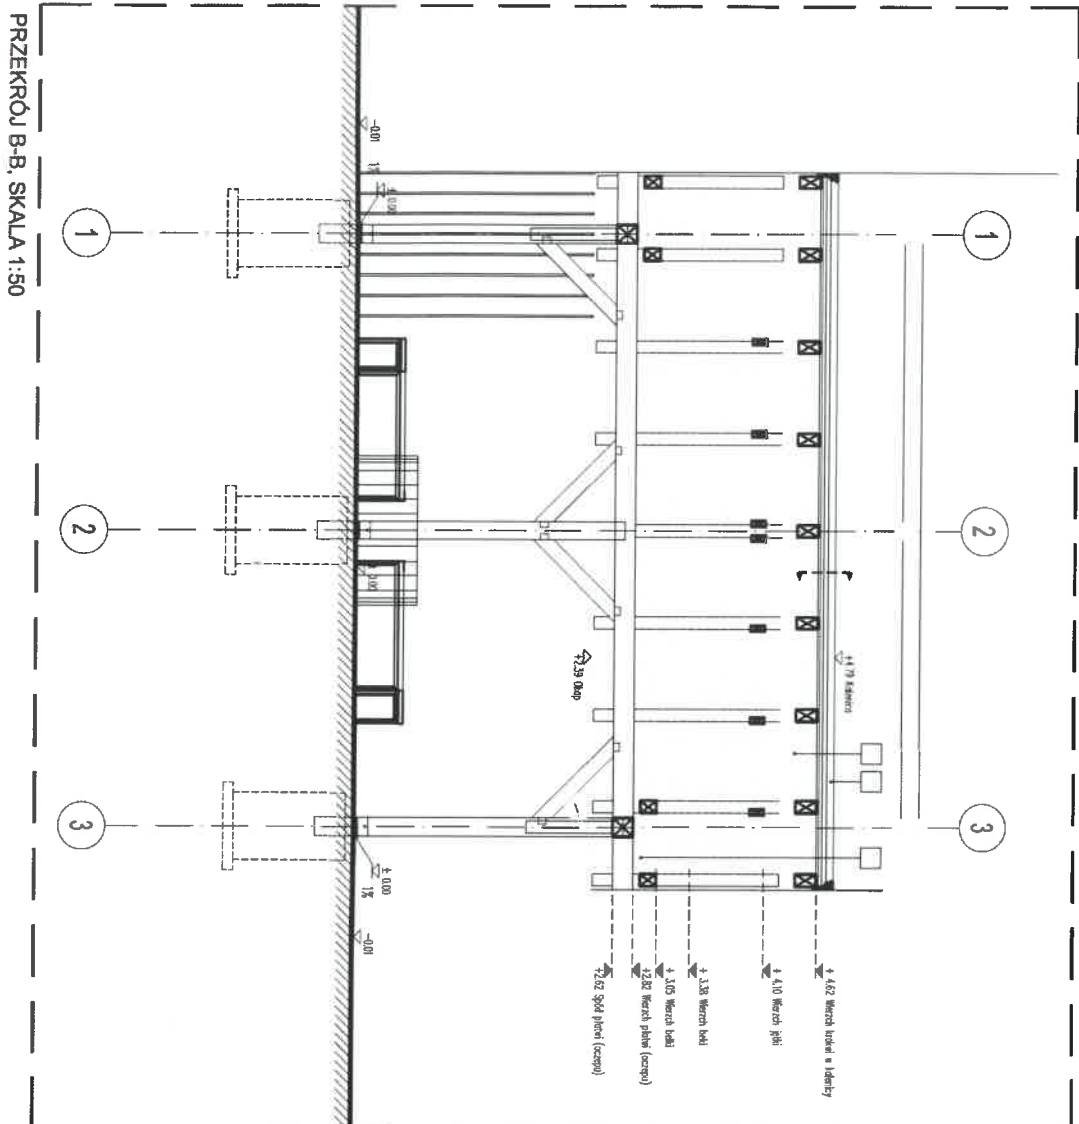 PRZEKRÓJ B-B, SKALA 1:50
1
2
3
1
2
3
-0.01
1%
± 0.00
± 0.00
± 0.00
1%
-0.01
+2.39 Okap
+4.79 Kalenica
+ 4.62 Wierzch krokwi w kalenicy
+ 4.10 Wierzch jętki
+ 3.38 Wierzch belki
+ 3.05 Wierzch belki
+2.82 Wierzch płatwi (oczepu)
+2.62 Spód płatwi (oczepu)